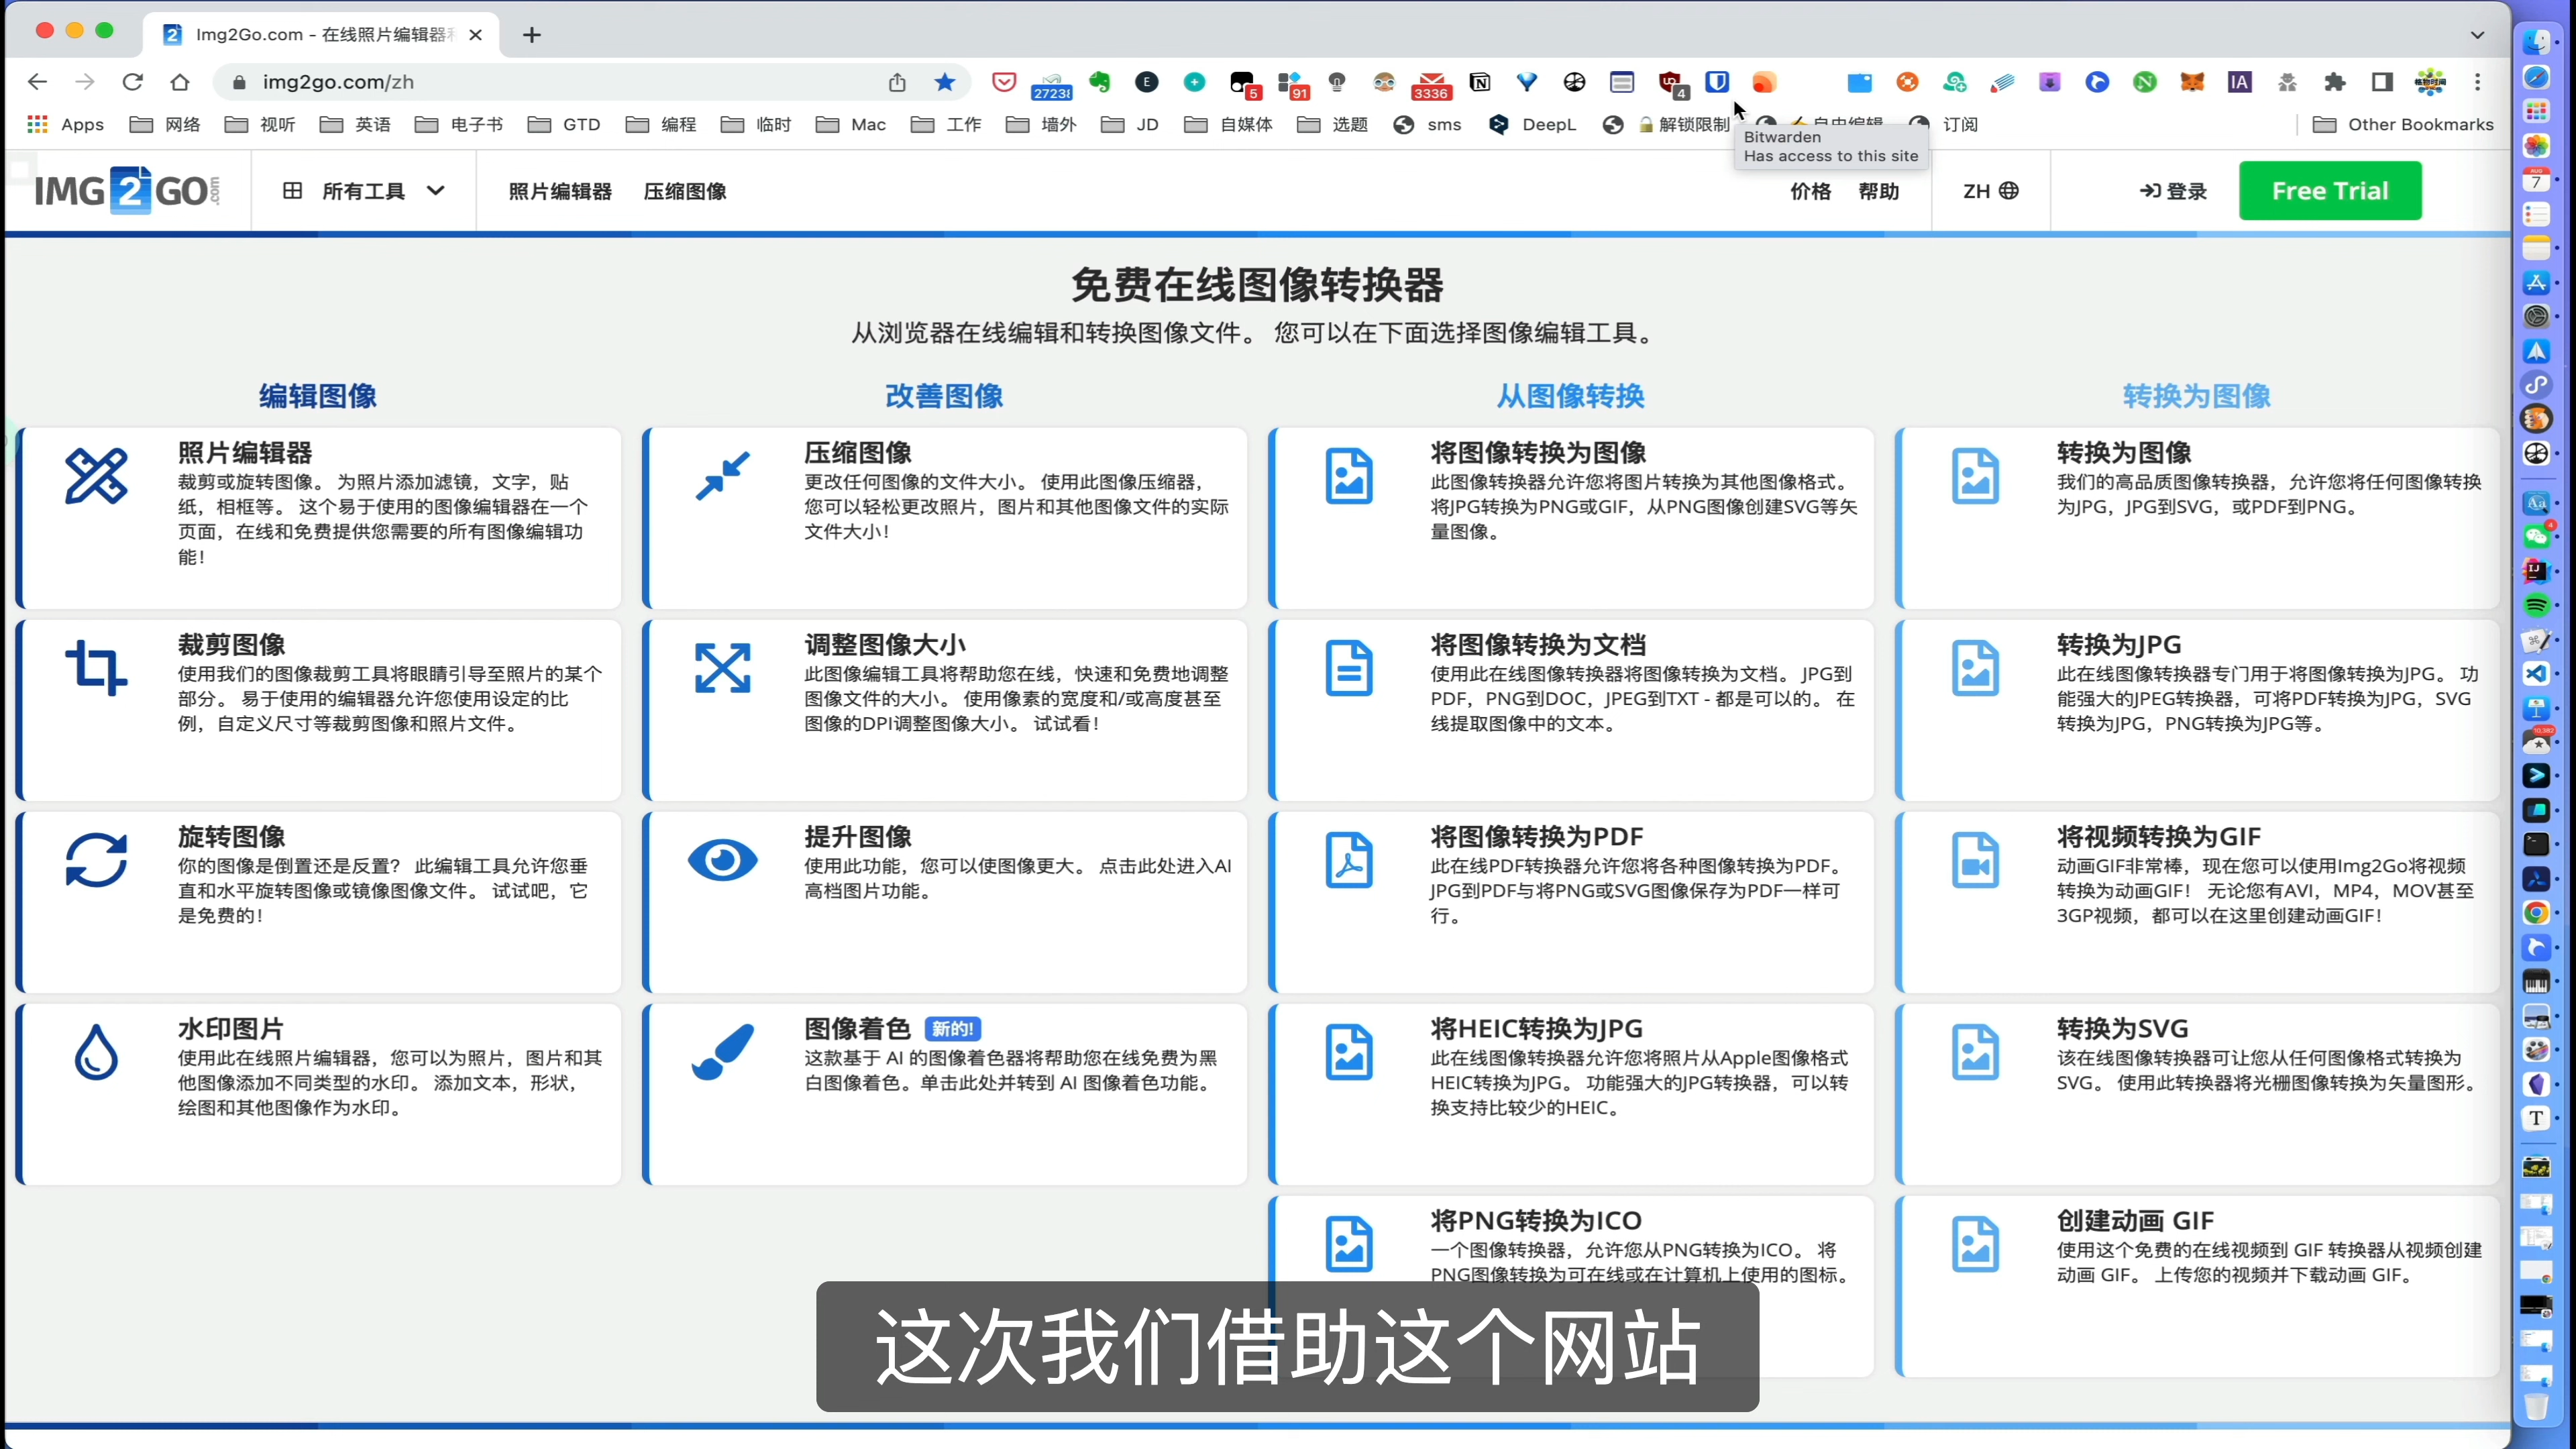 Img2Go.com - 在线照片编辑器和
img2go.com/zh
27238
5
91
3336
4
IA
Apps 网络 视听 英语 电子书 GTD 编程 临时 Mac 工作 墙外 JD 自媒体 选题 sms DeepL 解锁限制 自由编辑 订阅 Other Bookmarks
Bitwarden
Has access to this site
IMG2GO.com 所有工具 照片编辑器 压缩图像 价格 帮助 ZH 登录 Free Trial
免费在线图像转换器
从浏览器在线编辑和转换图像文件。 您可以在下面选择图像编辑工具。
编辑图像
照片编辑器
裁剪或旋转图像。 为照片添加滤镜，文字，贴
纸，相框等。 这个易于使用的图像编辑器在一个
页面，在线和免费提供您需要的所有图像编辑功
能！
裁剪图像
使用我们的图像裁剪工具将眼睛引导至照片的某个
部分。 易于使用的编辑器允许您使用设定的比
例，自定义尺寸等裁剪图像和照片文件。
旋转图像
你的图像是倒置还是反置？ 此编辑工具允许您垂
直和水平旋转图像或镜像图像文件。 试试吧，它
是免费的！
水印图片
使用此在线照片编辑器，您可以为照片，图片和其
他图像添加不同类型的水印。 添加文本，形状，
绘图和其他图像作为水印。
改善图像
压缩图像
更改任何图像的文件大小。 使用此图像压缩器，
您可以轻松更改照片，图片和其他图像文件的实际
文件大小！
调整图像大小
此图像编辑工具将帮助您在线，快速和免费地调整
图像文件的大小。 使用像素的宽度和/或高度甚至
图像的DPI调整图像大小。 试试看！
提升图像
使用此功能，您可以使图像更大。 点击此处进入AI
高档图片功能。
图像着色 新的!
这款基于 AI 的图像着色器将帮助您在线免费为黑
白图像着色。单击此处并转到 AI 图像着色功能。
从图像转换
将图像转换为图像
此图像转换器允许您将图片转换为其他图像格式。
将JPG转换为PNG或GIF，从PNG图像创建SVG等矢
量图像。
将图像转换为文档
使用此在线图像转换器将图像转换为文档。 JPG到
PDF，PNG到DOC，JPEG到TXT - 都是可以的。 在
线提取图像中的文本。
将图像转换为PDF
此在线PDF转换器允许您将各种图像转换为PDF。
JPG到PDF与将PNG或SVG图像保存为PDF一样可
行。
将HEIC转换为JPG
此在线图像转换器允许您将照片从Apple图像格式
HEIC转换为JPG。 功能强大的JPG转换器，可以转
换支持比较少的HEIC。
将PNG转换为ICO
一个图像转换器，允许您从PNG转换为ICO。 将
PNG图像转换为可在线或在计算机上使用的图标。
转换为图像
转换为图像
我们的高品质图像转换器，允许您将任何图像转换
为JPG，JPG到SVG，或PDF到PNG。
转换为JPG
此在线图像转换器专门用于将图像转换为JPG。 功
能强大的JPEG转换器，可将PDF转换为JPG，SVG
转换为JPG，PNG转换为JPG等。
将视频转换为GIF
动画GIF非常棒，现在您可以使用Img2Go将视频
转换为动画GIF！ 无论您有AVI，MP4，MOV甚至
3GP视频，都可以在这里创建动画GIF！
转换为SVG
该在线图像转换器可让您从任何图像格式转换为
SVG。 使用此转换器将光栅图像转换为矢量图形。
创建动画 GIF
使用这个免费的在线视频到 GIF 转换器从视频创建
动画 GIF。 上传您的视频并下载动画 GIF。
这次我们借助这个网站